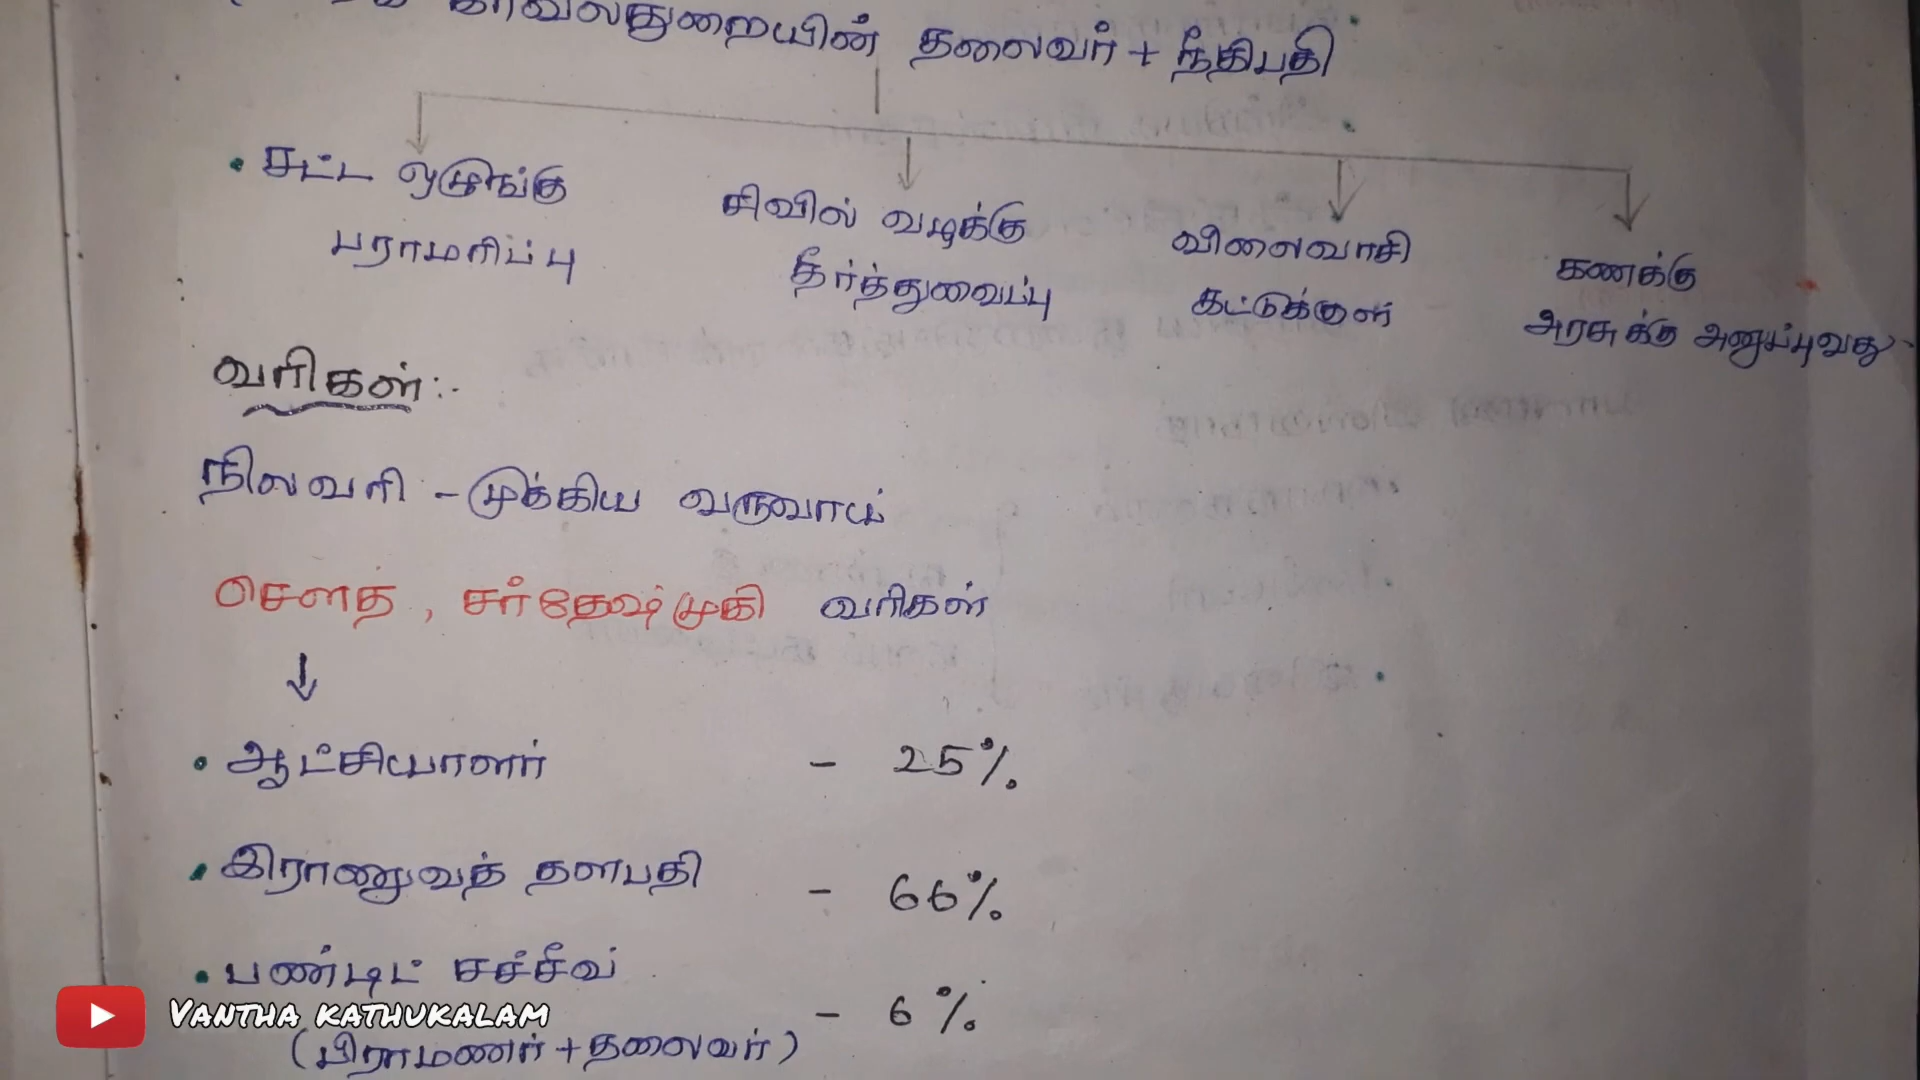 காவலதுறையின் தலைவர் + நீதிபதி
• சட்ட ஒழுங்கு பராமரிப்பு
சிவில் வழக்கு தீர்த்துவைப்பு
விலைவாசி கட்டுக்குள்
கணக்கு அரசுக்கு அனுப்புவது
வரிகள்:-
நிலவரி - முக்கிய வருவாய்
சௌத், சர்தேஷ்முகி வரிகள்
↓
• ஆட்சியாளர் - 25%
• இராணுவத் தளபதி - 66%
• பண்டிட் சச்சீவ் - 6%
(பிராமணர் + தலைவர்)
VANTHA KATHUKALAM